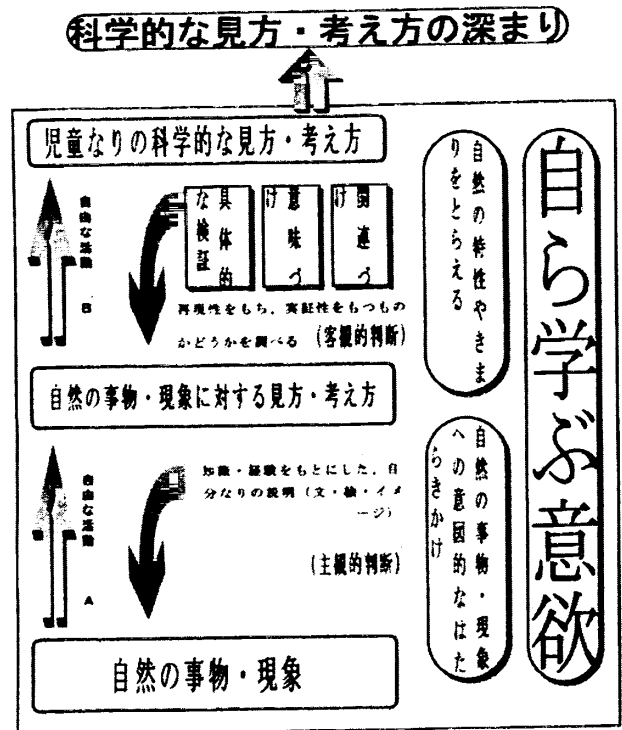 科学的な見方・考え方の深まり
児童なりの科学的な見方・考え方
自由な活動
B
具体的
な検証
意味づ
け
関連づ
け
再現性をもち，実証性をもつもの
かどうかを調べる （客観的判断）
自然の事物・現象に対する見方・考え方
自由な活動
A
知識・経験をもとにした，自
分なりの説明（文・絵・イメ
ージ）
（主観的判断）
自然の事物・現象
自然の特性やきま
りをとらえる
自然の事物・現象
への意図的なはた
らきかけ
自ら学ぶ意欲